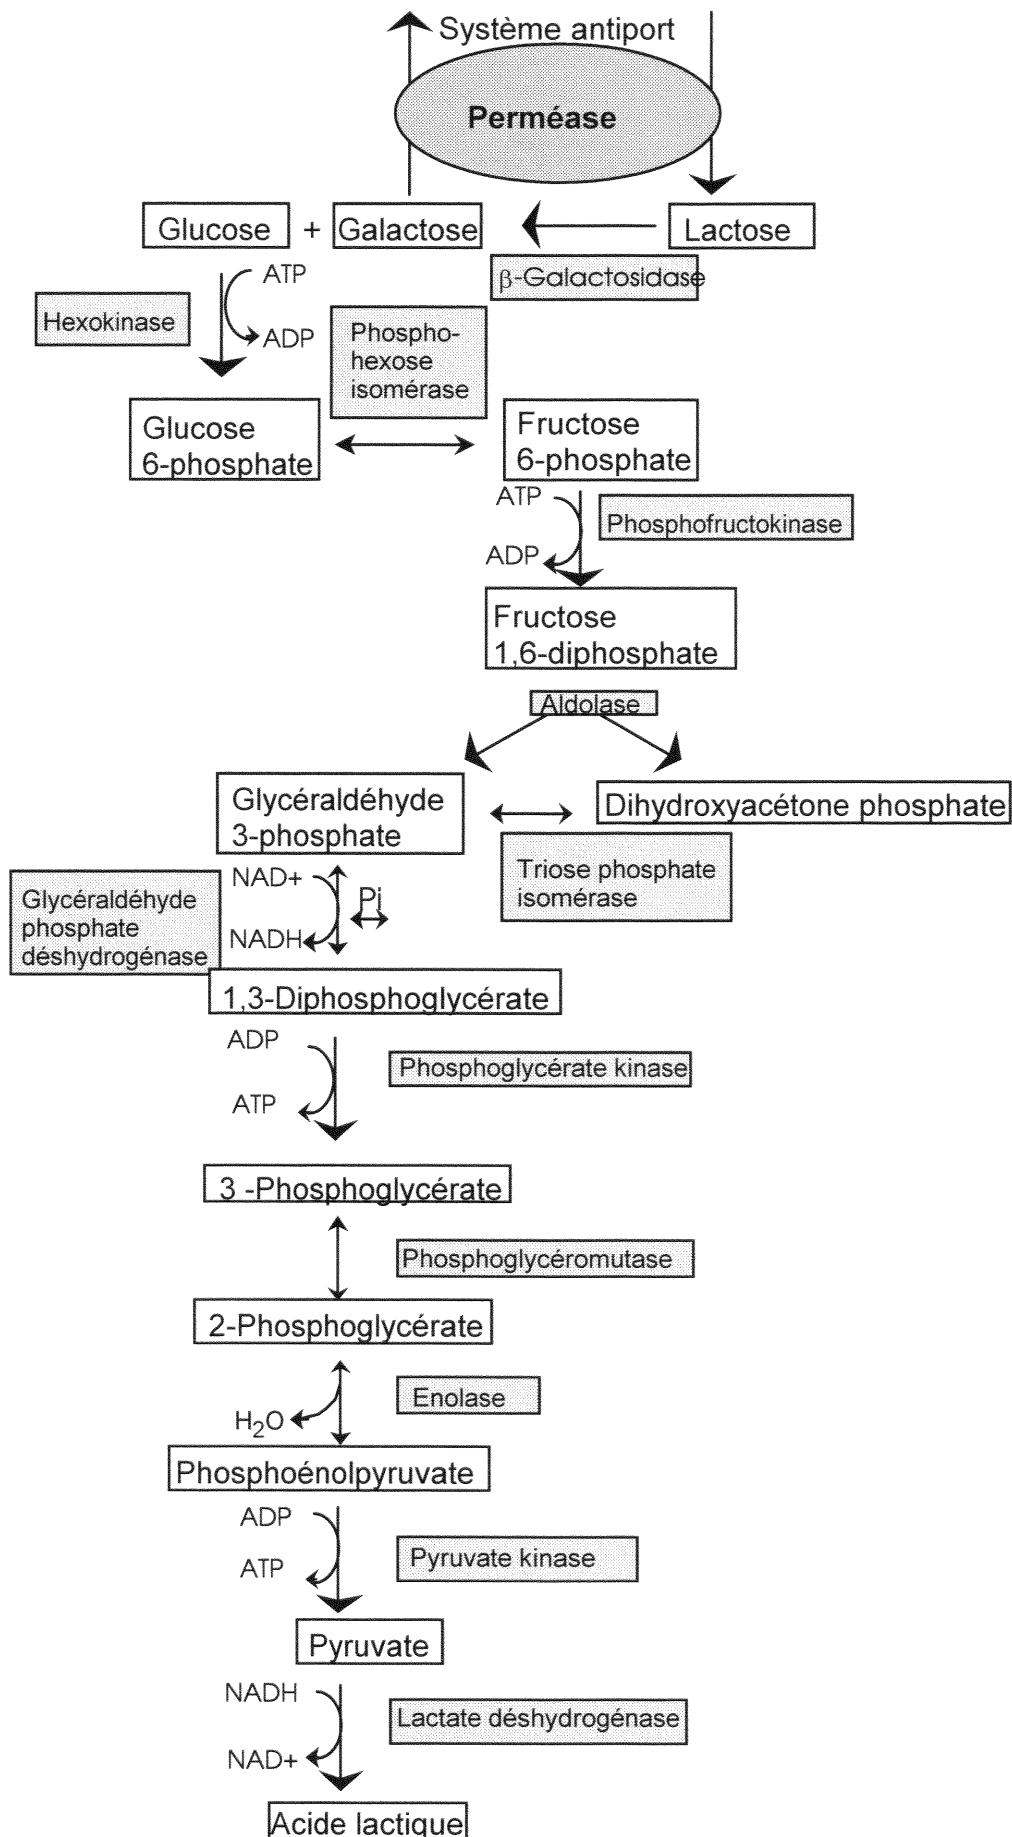 Système antiport
Perméase
Glucose + Galactose
Lactose
β-Galactosidase
ATP
Hexokinase
ADP
Phospho-
hexose
isomérase
Glucose
6-phosphate
Fructose
6-phosphate
ATP
Phosphofructokinase
ADP
Fructose
1,6-diphosphate
Aldolase
Glycéraldéhyde
3-phosphate
Dihydroxyacétone phosphate
Triose phosphate
isomérase
NAD+
Pi
Glycéraldéhyde
phosphate
déshydrogénase
NADH
1,3-Diphosphoglycérate
ADP
Phosphoglycérate kinase
ATP
3 -Phosphoglycérate
Phosphoglycéromutase
2-Phosphoglycérate
Enolase
H₂O
Phosphoénolpyruvate
ADP
Pyruvate kinase
ATP
Pyruvate
NADH
Lactate déshydrogénase
NAD+
Acide lactique